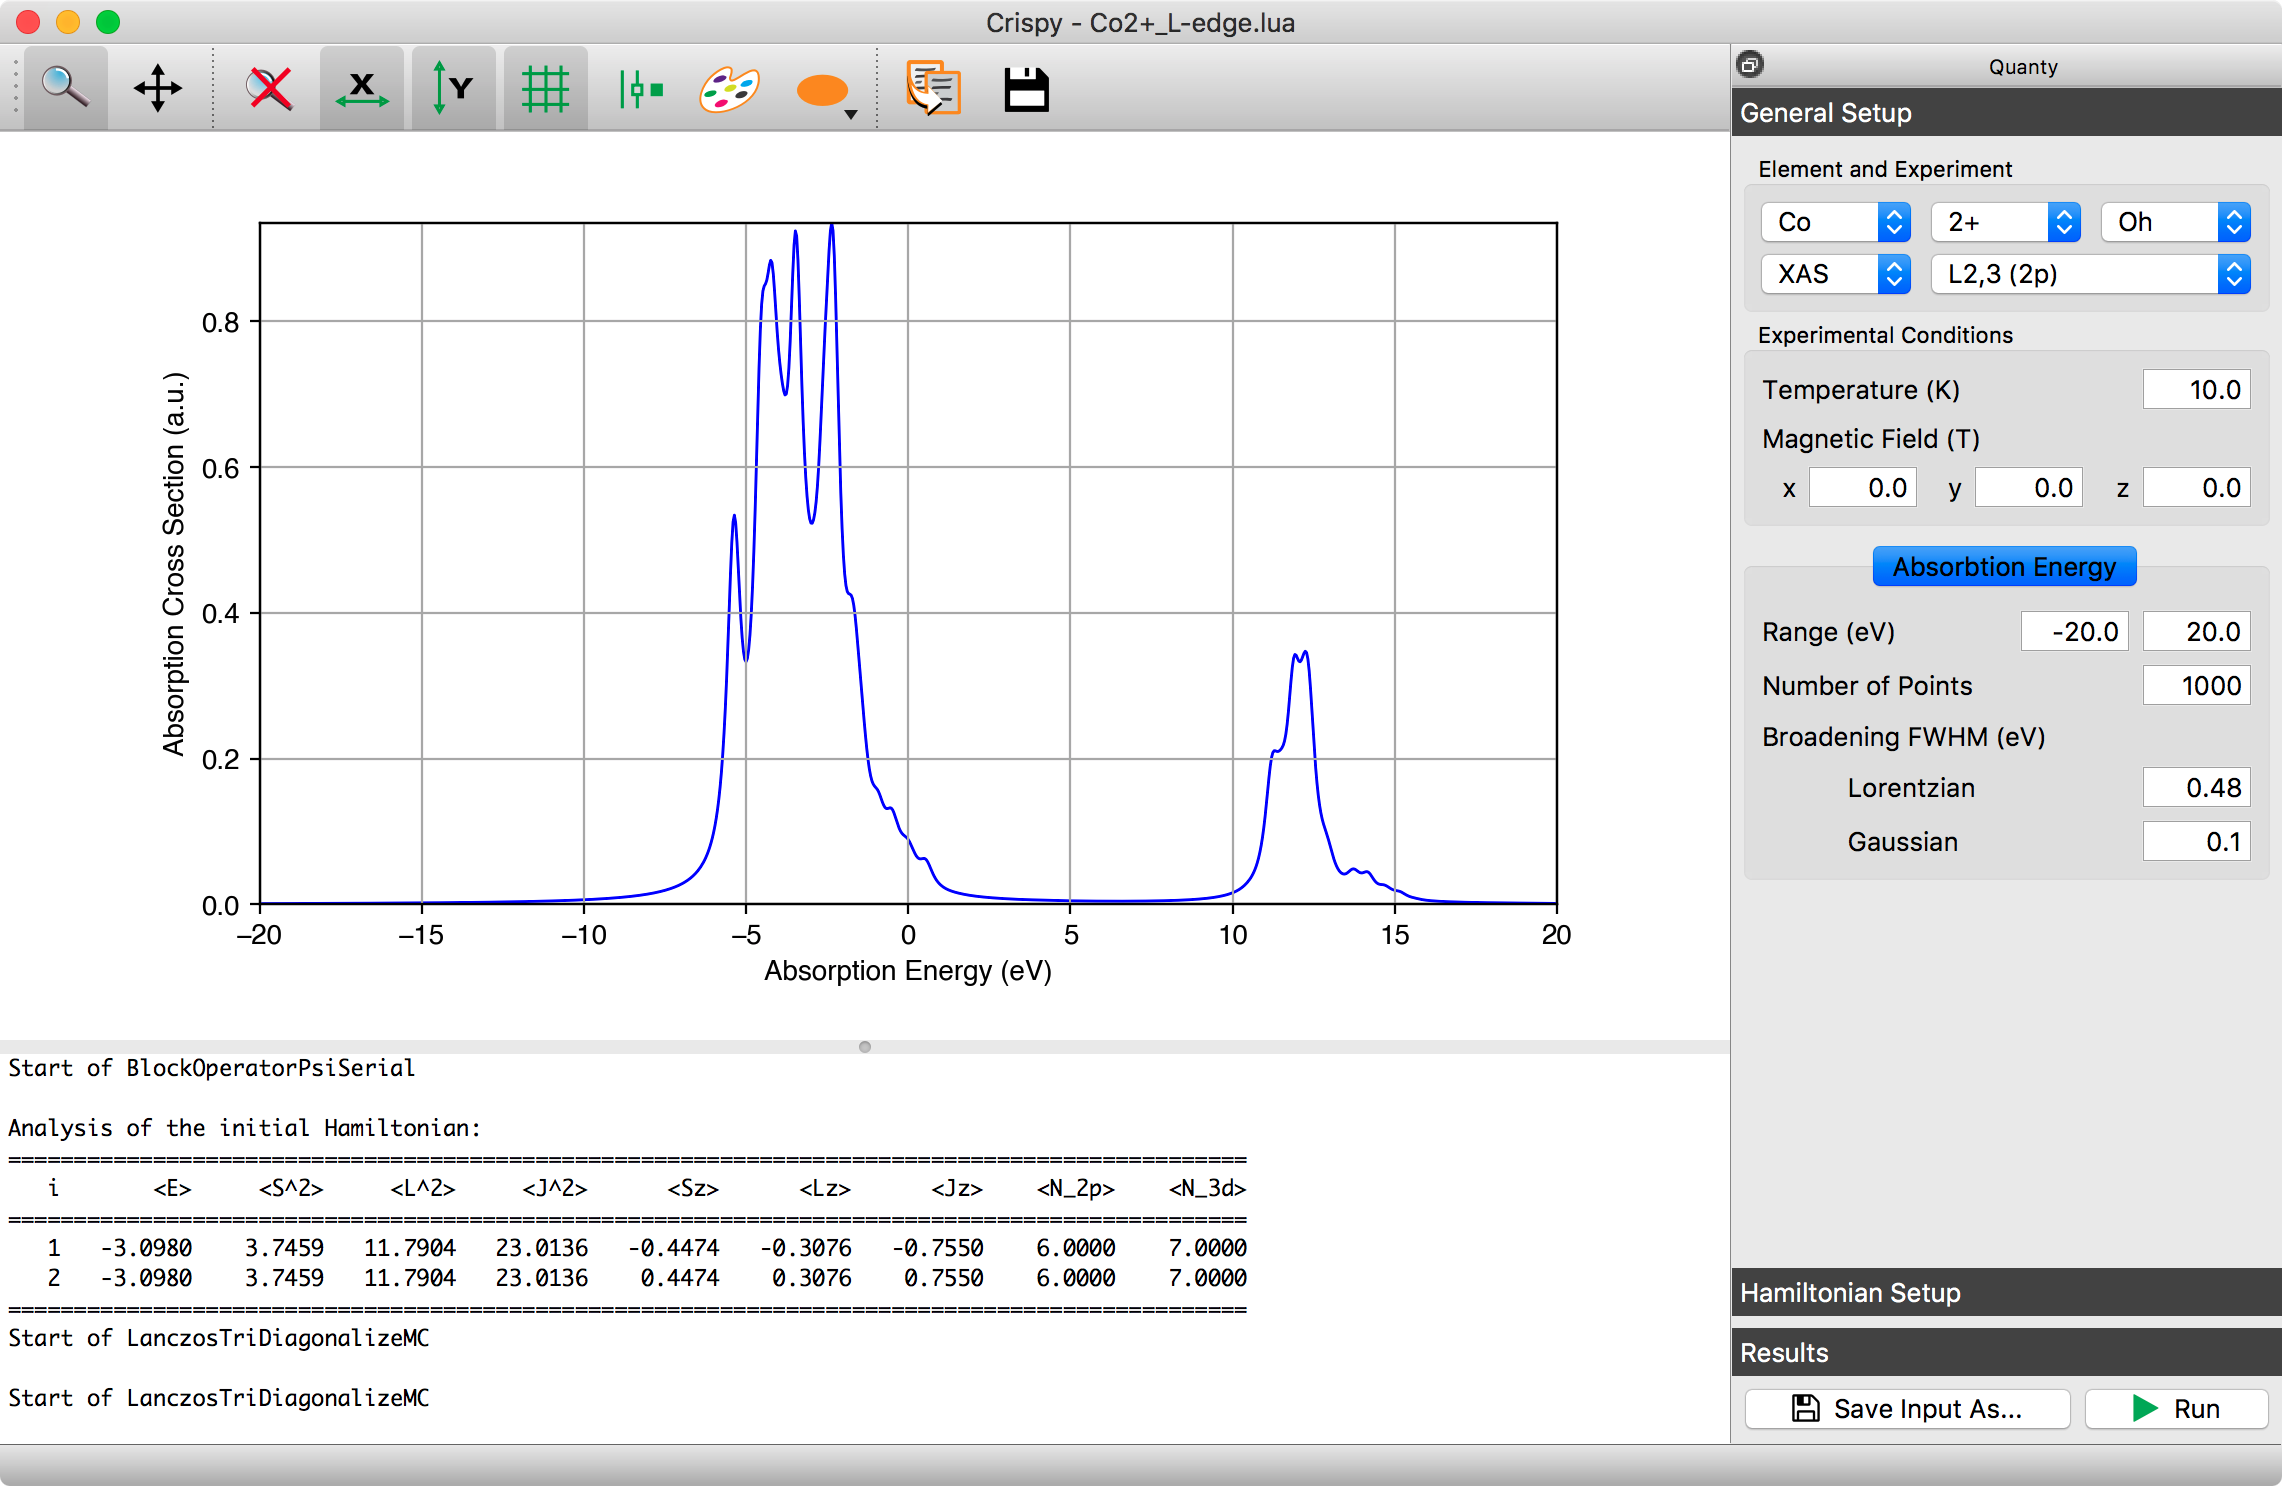 Crispy - Co2+_L-edge.lua
X
Y
Absorption Cross Section (a.u.)
0.8
0.6
0.4
0.2
0.0
−20 −15 −10 −5 0 5 10 15 20
Absorption Energy (eV)
Start of BlockOperatorPsiSerial
Analysis of the initial Hamiltonian:
==============================================================================================
i <E> <S^2> <L^2> <J^2> <Sz> <Lz> <Jz> <N_2p> <N_3d>
==============================================================================================
1 -3.0980 3.7459 11.7904 23.0136 -0.4474 -0.3076 -0.7550 6.0000 7.0000
2 -3.0980 3.7459 11.7904 23.0136 0.4474 0.3076 0.7550 6.0000 7.0000
==============================================================================================
Start of LanczosTriDiagonalizeMC
Start of LanczosTriDiagonalizeMC
Quanty
General Setup
Element and Experiment
Co 2+ Oh
XAS L2,3 (2p)
Experimental Conditions
Temperature (K) 10.0
Magnetic Field (T)
x 0.0 y 0.0 z 0.0
Absorbtion Energy
Range (eV) -20.0 20.0
Number of Points 1000
Broadening FWHM (eV)
Lorentzian 0.48
Gaussian 0.1
Hamiltonian Setup
Results
Save Input As... Run